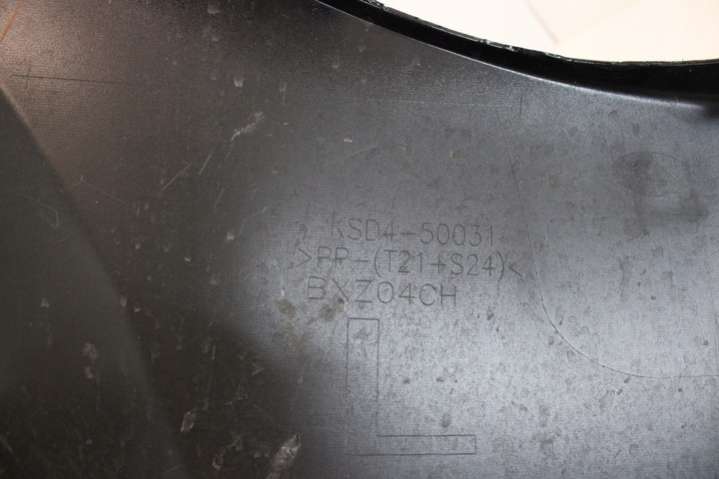 KSD4-50031
>PP-(T21+S24)<
BXZ04CH
L